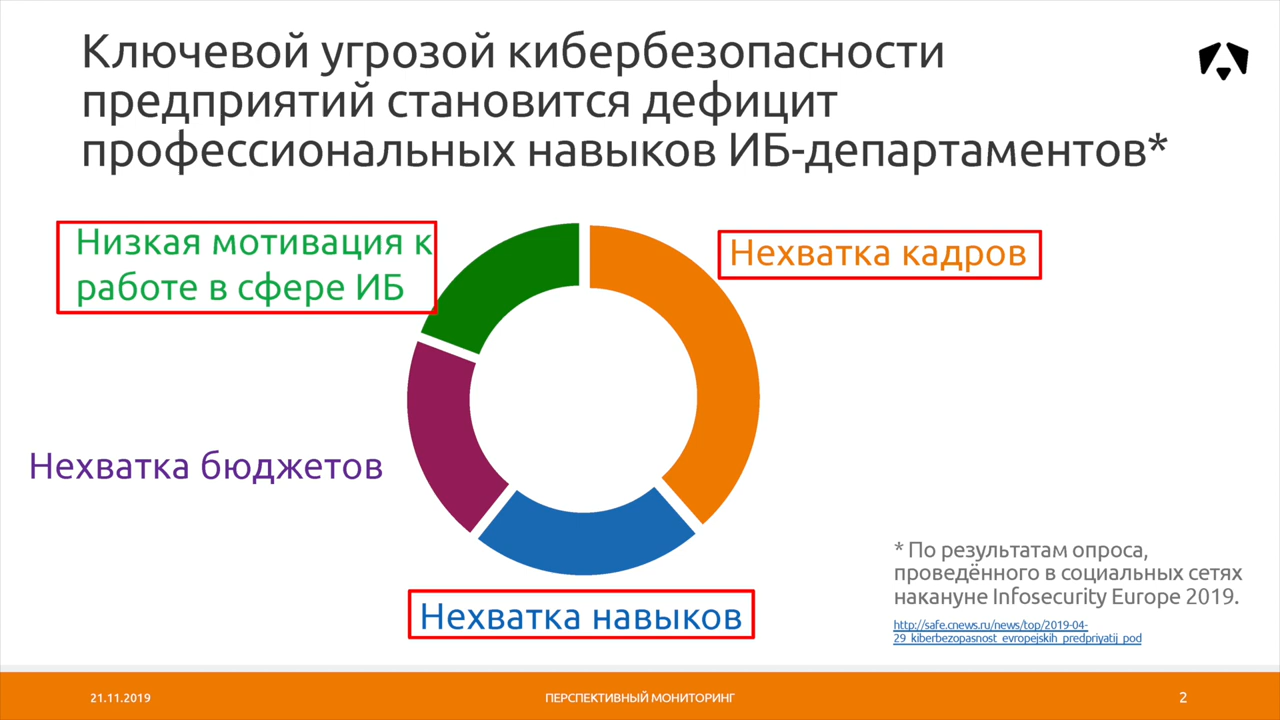 Ключевой угрозой кибербезопасности
предприятий становится дефицит
профессиональных навыков ИБ-департаментов*
Низкая мотивация к
работе в сфере ИБ
Нехватка кадров
Нехватка бюджетов
Нехватка навыков
* По результатам опроса,
проведённого в социальных сетях
накануне Infosecurity Europe 2019.
http://safe.cnews.ru/news/top/2019-04-
29_kiberbezopasnost_evropejskih_predpriyatij_pod
21.11.2019
ПЕРСПЕКТИВНЫЙ МОНИТОРИНГ
2